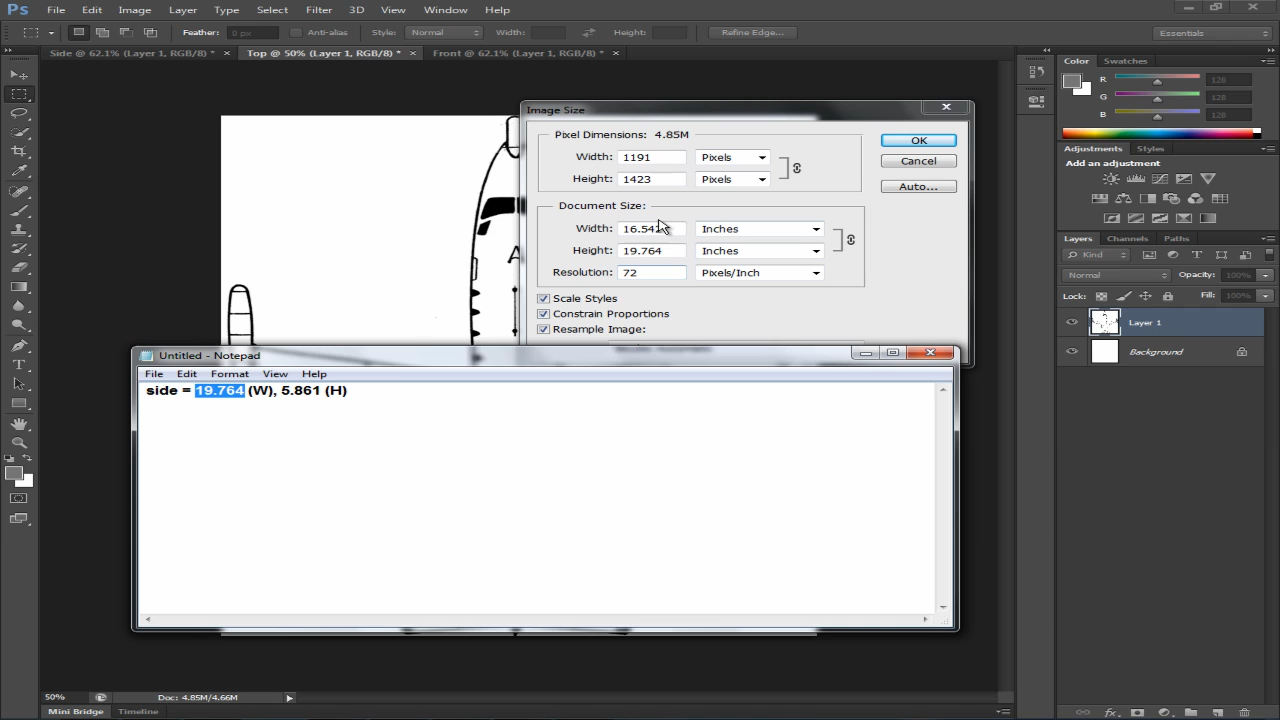 Ps File Edit Image Layer Type Select Filter 3D View Window Help
Feather: 0 px Anti-alias Style: Normal Width: Height: Refine Edge... Essentials
Side @ 62.1% (Layer 1, RGB/8) * × Top @ 50% (Layer 1, RGB/8) * × Front @ 62.1% (Layer 1, RGB/8) * ×
Color Swatches
R 128
G 128
B 128
Adjustments Styles
Add an adjustment
Layers Channels Paths
Kind
Normal Opacity: 100%
Lock: Fill: 100%
Layer 1
Background
Image Size
Pixel Dimensions: 4.85M
Width: 1191 Pixels
Height: 1423 Pixels
Document Size:
Width: 16.542 Inches
Height: 19.764 Inches
Resolution: 72 Pixels/Inch
Scale Styles
Constrain Proportions
Resample Image:
OK
Cancel
Auto...
A
Untitled - Notepad
File Edit Format View Help
side = 19.764 (W), 5.861 (H)
50% Doc: 4.85M/4.66M
Mini Bridge Timeline